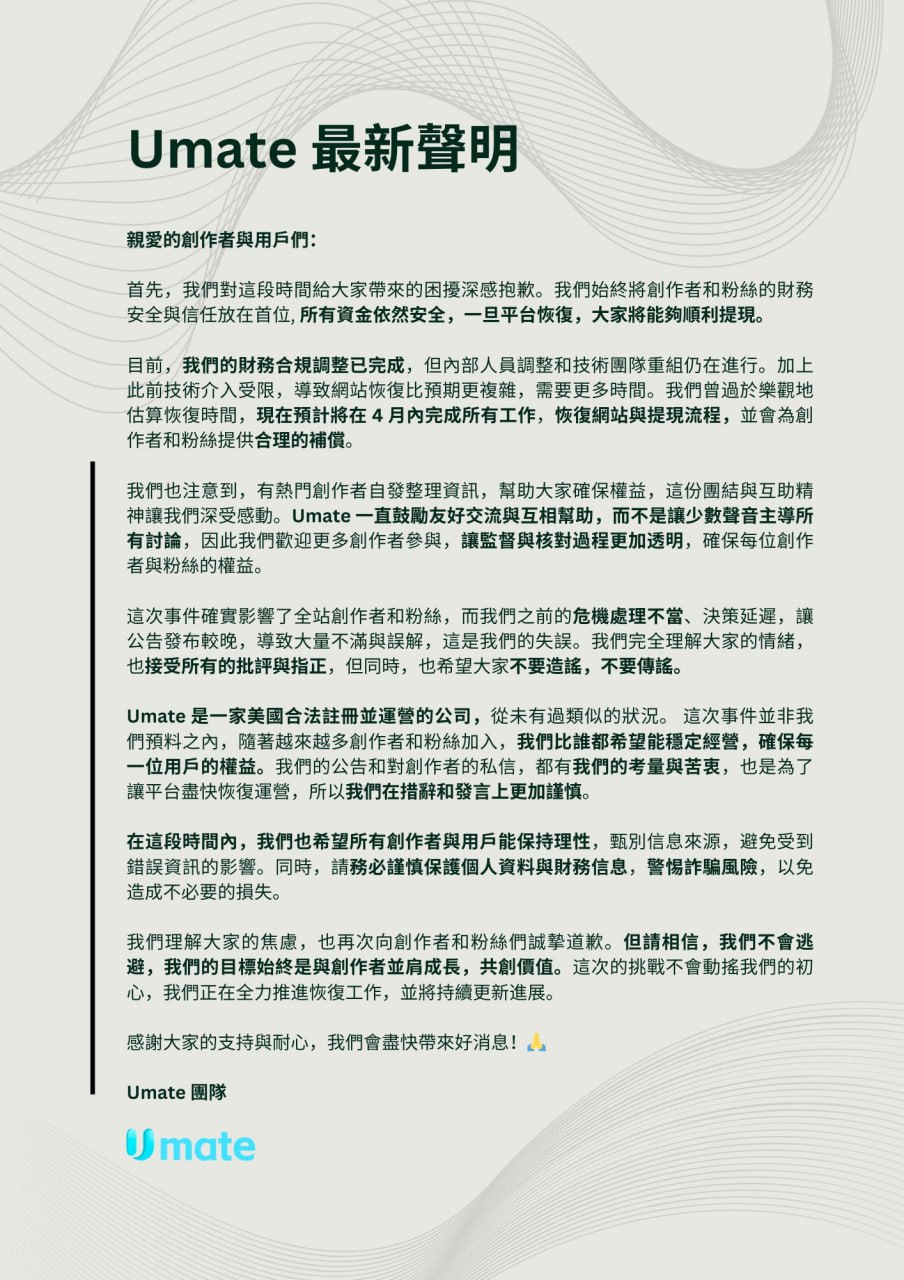 Umate 最新聲明
親愛的創作者與用戶們：
首先，我們對這段時間給大家帶來的困擾深感抱歉。我們始終將創作者和粉絲的財務
安全與信任放在首位, 所有資金依然安全，一旦平台恢復，大家將能夠順利提現。
目前，我們的財務合規調整已完成，但內部人員調整和技術團隊重組仍在進行。加上
此前技術介入受限，導致網站恢復比預期更複雜，需要更多時間。我們曾過於樂觀地
估算恢復時間，現在預計將在 4 月內完成所有工作，恢復網站與提現流程，並會為創
作者和粉絲提供合理的補償。
我們也注意到，有熱門創作者自發整理資訊，幫助大家確保權益，這份團結與互助精
神讓我們深受感動。Umate 一直鼓勵友好交流與互相幫助，而不是讓少數聲音主導所
有討論，因此我們歡迎更多創作者參與，讓監督與核對過程更加透明，確保每位創作
者與粉絲的權益。
這次事件確實影響了全站創作者和粉絲，而我們之前的危機處理不當、決策延遲，讓
公告發布較晚，導致大量不滿與誤解，這是我們的失誤。我們完全理解大家的情緒，
也接受所有的批評與指正，但同時，也希望大家不要造謠，不要傳謠。
Umate 是一家美國合法註冊並運營的公司，從未有過類似的狀況。 這次事件並非我
們預料之內，隨著越來越多創作者和粉絲加入，我們比誰都希望能穩定經營，確保每
一位用戶的權益。我們的公告和對創作者的私信，都有我們的考量與苦衷，也是為了
讓平台盡快恢復運營，所以我們在措辭和發言上更加謹慎。
在這段時間內，我們也希望所有創作者與用戶能保持理性，甄別信息來源，避免受到
錯誤資訊的影響。同時，請務必謹慎保護個人資料與財務信息，警惕詐騙風險，以免
造成不必要的損失。
我們理解大家的焦慮，也再次向創作者和粉絲們誠摯道歉。但請相信，我們不會逃
避，我們的目標始終是與創作者並肩成長，共創價值。這次的挑戰不會動搖我們的初
心，我們正在全力推進恢復工作，並將持續更新進展。
感謝大家的支持與耐心，我們會盡快帶來好消息！🙏
Umate 團隊
Umate